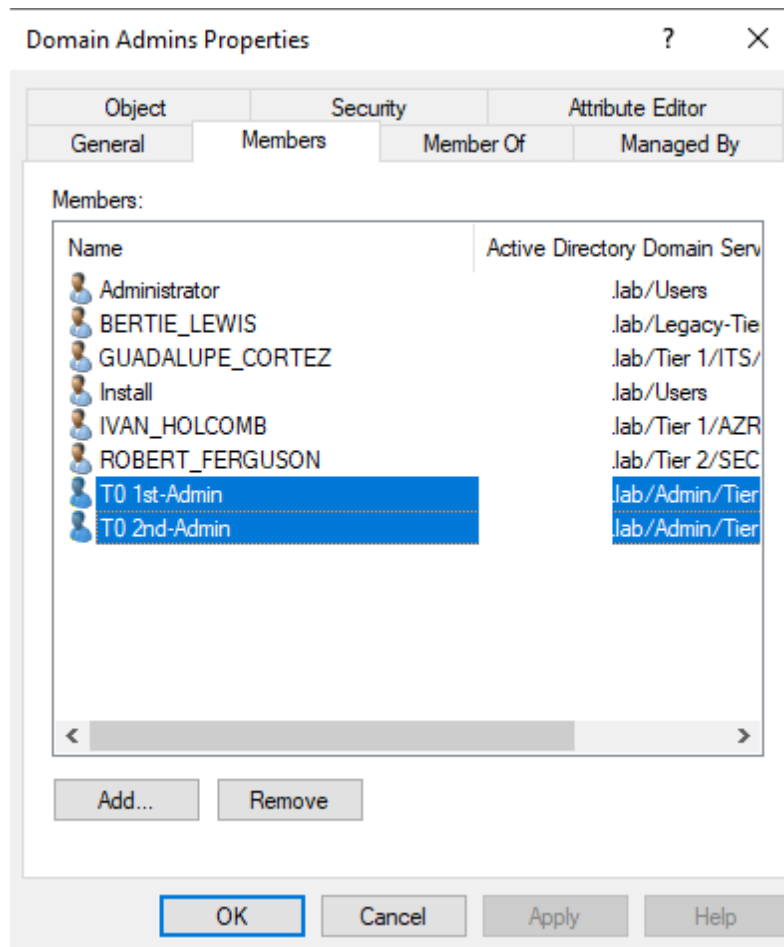 Domain Admins Properties ? ×
Object Security Attribute Editor
General Members Member Of Managed By
Members:
Name Active Directory Domain Serv
Administrator .lab/Users
BERTIE_LEWIS .lab/Legacy-Tie
GUADALUPE_CORTEZ .lab/Tier 1/ITS/
Install .lab/Users
IVAN_HOLCOMB .lab/Tier 1/AZR
ROBERT_FERGUSON .lab/Tier 2/SEC
T0 1st-Admin .lab/Admin/Tier
T0 2nd-Admin .lab/Admin/Tier
Add... Remove
OK Cancel Apply Help